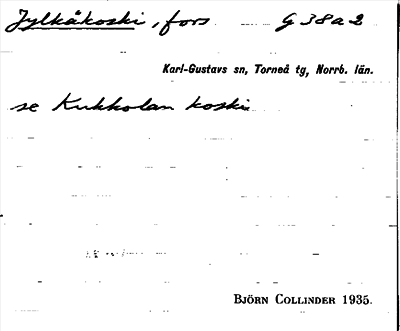 Jylkäkoski, fors G 38 a 2
Karl-Gustavs sn, Torneå tg, Norrb. län.
se Kukkolan koski
BJÖRN COLLINDER 1935.